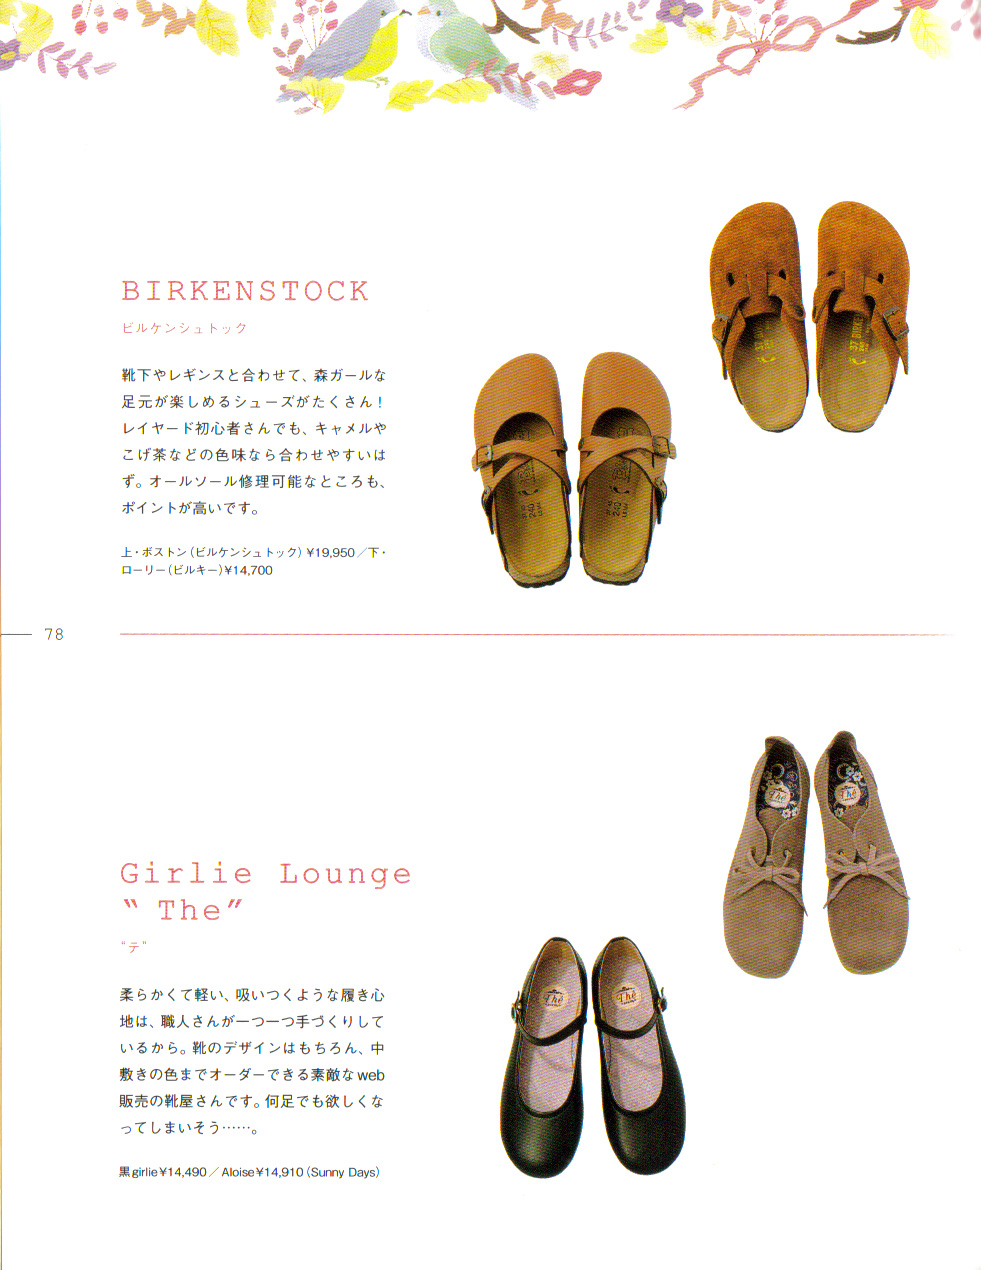 BIRKENSTOCK
ビルケンシュトック
靴下やレギンスと合わせて、森ガールな
足元が楽しめるシューズがたくさん!
レイヤード初心者さんでも、キャメルや
こげ茶などの色味なら合わせやすいは
ず。オールソール修理可能なところも、
ポイントが高いです。
上・ボストン(ビルケンシュトック)¥19,950/下・
ローリー(ビルキー)¥14,700
78
Girlie Lounge
“The”
“テ”
柔らかくて軽い、吸いつくような履き心
地は、職人さんが一つ一つ手づくりして
いるから。靴のデザインはもちろん、中
敷きの色までオーダーできる素敵なweb
販売の靴屋さんです。何足でも欲しくな
ってしまいそう……。
黒girlie¥14,490/Aloise¥14,910(Sunny Days)
37
240
240
Thé
Thé
Thé
Thé